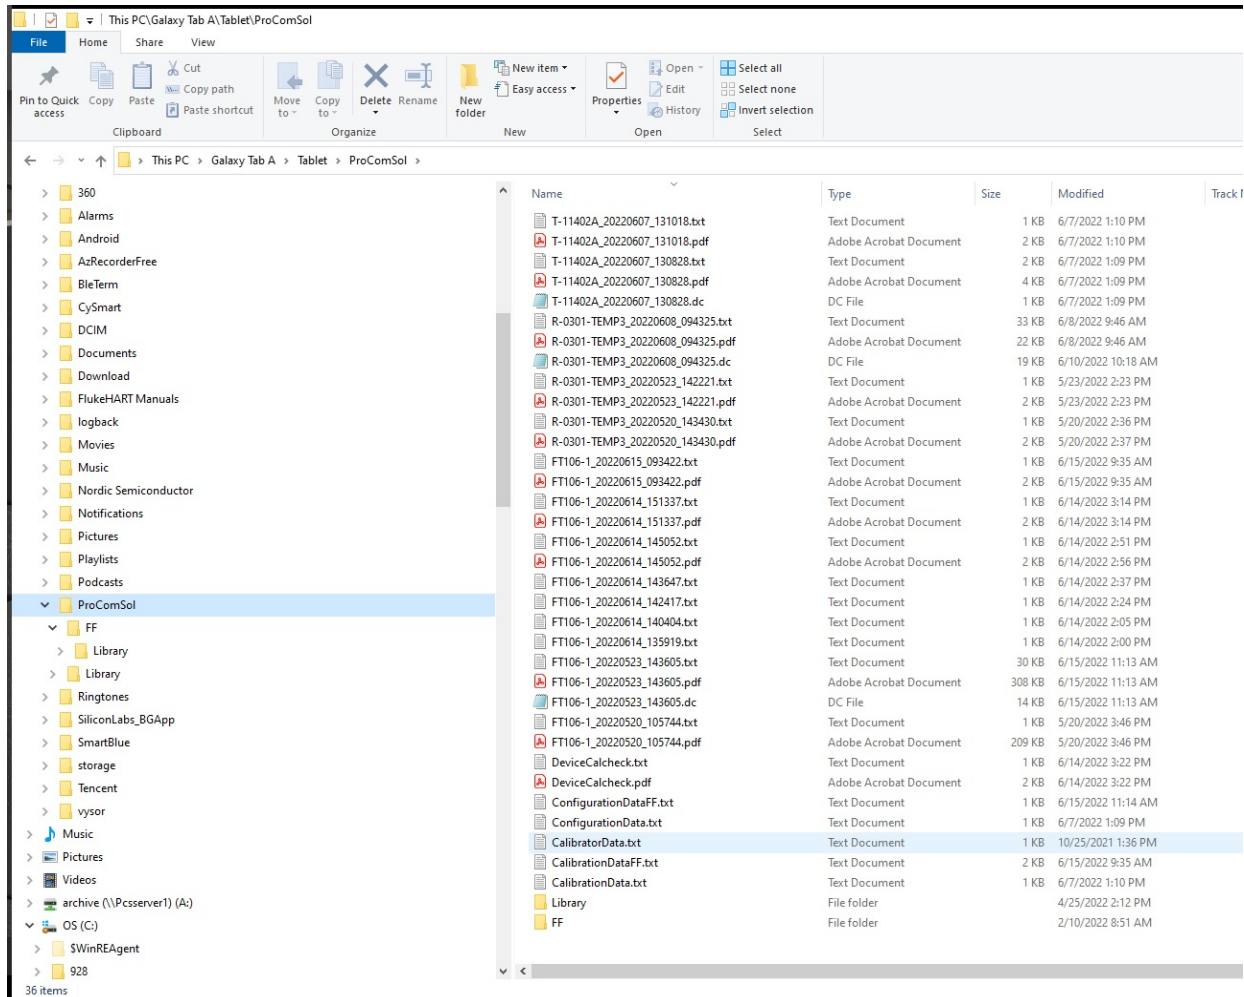 This PC\Galaxy Tab A\Tablet\ProComSol
File Home Share View
Pin to Quick access
Copy
Paste
Cut
Copy path
Paste shortcut
Clipboard
Move to
Copy to
Delete
Rename
Organize
New folder
New item
Easy access
New
Properties
Open
Edit
History
Open
Select all
Select none
Invert selection
Select
This PC > Galaxy Tab A > Tablet > ProComSol >
360
Alarms
Android
AzRecorderFree
BleTerm
CySmart
DCIM
Documents
Download
FlukeHART Manuals
logback
Movies
Music
Nordic Semiconductor
Notifications
Pictures
Playlists
Podcasts
ProComSol
FF
Library
Library
Ringtones
SiliconLabs_BGApp
SmartBlue
storage
Tencent
vysor
Music
Pictures
Videos
archive (\\Pcsserver1) (A:)
OS (C:)
$WinREAgent
928
36 items
Name Type Size Modified Track
T-11402A_20220607_131018.txt Text Document 1 KB 6/7/2022 1:10 PM
T-11402A_20220607_131018.pdf Adobe Acrobat Document 2 KB 6/7/2022 1:10 PM
T-11402A_20220607_130828.txt Text Document 2 KB 6/7/2022 1:09 PM
T-11402A_20220607_130828.pdf Adobe Acrobat Document 4 KB 6/7/2022 1:09 PM
T-11402A_20220607_130828.dc DC File 1 KB 6/7/2022 1:09 PM
R-0301-TEMP3_20220608_094325.txt Text Document 33 KB 6/8/2022 9:46 AM
R-0301-TEMP3_20220608_094325.pdf Adobe Acrobat Document 22 KB 6/8/2022 9:46 AM
R-0301-TEMP3_20220608_094325.dc DC File 19 KB 6/10/2022 10:18 AM
R-0301-TEMP3_20220523_142221.txt Text Document 1 KB 5/23/2022 2:23 PM
R-0301-TEMP3_20220523_142221.pdf Adobe Acrobat Document 2 KB 5/23/2022 2:23 PM
R-0301-TEMP3_20220520_143430.txt Text Document 1 KB 5/20/2022 2:36 PM
R-0301-TEMP3_20220520_143430.pdf Adobe Acrobat Document 2 KB 5/20/2022 2:37 PM
FT106-1_20220615_093422.txt Text Document 1 KB 6/15/2022 9:35 AM
FT106-1_20220615_093422.pdf Adobe Acrobat Document 2 KB 6/15/2022 9:35 AM
FT106-1_20220614_151337.txt Text Document 1 KB 6/14/2022 3:14 PM
FT106-1_20220614_151337.pdf Adobe Acrobat Document 2 KB 6/14/2022 3:14 PM
FT106-1_20220614_145052.txt Text Document 1 KB 6/14/2022 2:51 PM
FT106-1_20220614_145052.pdf Adobe Acrobat Document 2 KB 6/14/2022 2:56 PM
FT106-1_20220614_143647.txt Text Document 1 KB 6/14/2022 2:37 PM
FT106-1_20220614_142417.txt Text Document 1 KB 6/14/2022 2:24 PM
FT106-1_20220614_140404.txt Text Document 1 KB 6/14/2022 2:05 PM
FT106-1_20220614_135919.txt Text Document 1 KB 6/14/2022 2:00 PM
FT106-1_20220523_143605.txt Text Document 30 KB 6/15/2022 11:13 AM
FT106-1_20220523_143605.pdf Adobe Acrobat Document 308 KB 6/15/2022 11:13 AM
FT106-1_20220523_143605.dc DC File 14 KB 6/15/2022 11:13 AM
FT106-1_20220520_105744.txt Text Document 1 KB 5/20/2022 3:46 PM
FT106-1_20220520_105744.pdf Adobe Acrobat Document 209 KB 5/20/2022 3:46 PM
DeviceCalcheck.txt Text Document 1 KB 6/14/2022 3:22 PM
DeviceCalcheck.pdf Adobe Acrobat Document 2 KB 6/14/2022 3:22 PM
ConfigurationDataFF.txt Text Document 1 KB 6/15/2022 11:14 AM
ConfigurationData.txt Text Document 1 KB 6/7/2022 1:09 PM
CalibratorData.txt Text Document 1 KB 10/25/2021 1:36 PM
CalibrationDataFF.txt Text Document 2 KB 6/15/2022 9:35 AM
CalibrationData.txt Text Document 1 KB 6/7/2022 1:10 PM
Library File folder 4/25/2022 2:12 PM
FF File folder 2/10/2022 8:51 AM